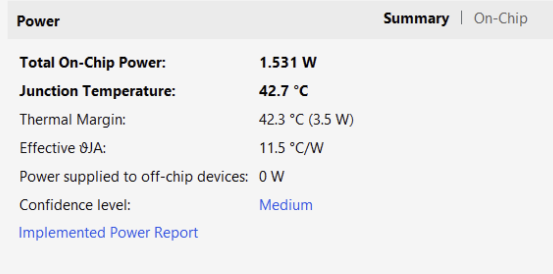 Power Summary | On-Chip
Total On-Chip Power: 1.531 W
Junction Temperature: 42.7 °C
Thermal Margin: 42.3 °C (3.5 W)
Effective ϑJA: 11.5 °C/W
Power supplied to off-chip devices: 0 W
Confidence level: Medium
Implemented Power Report